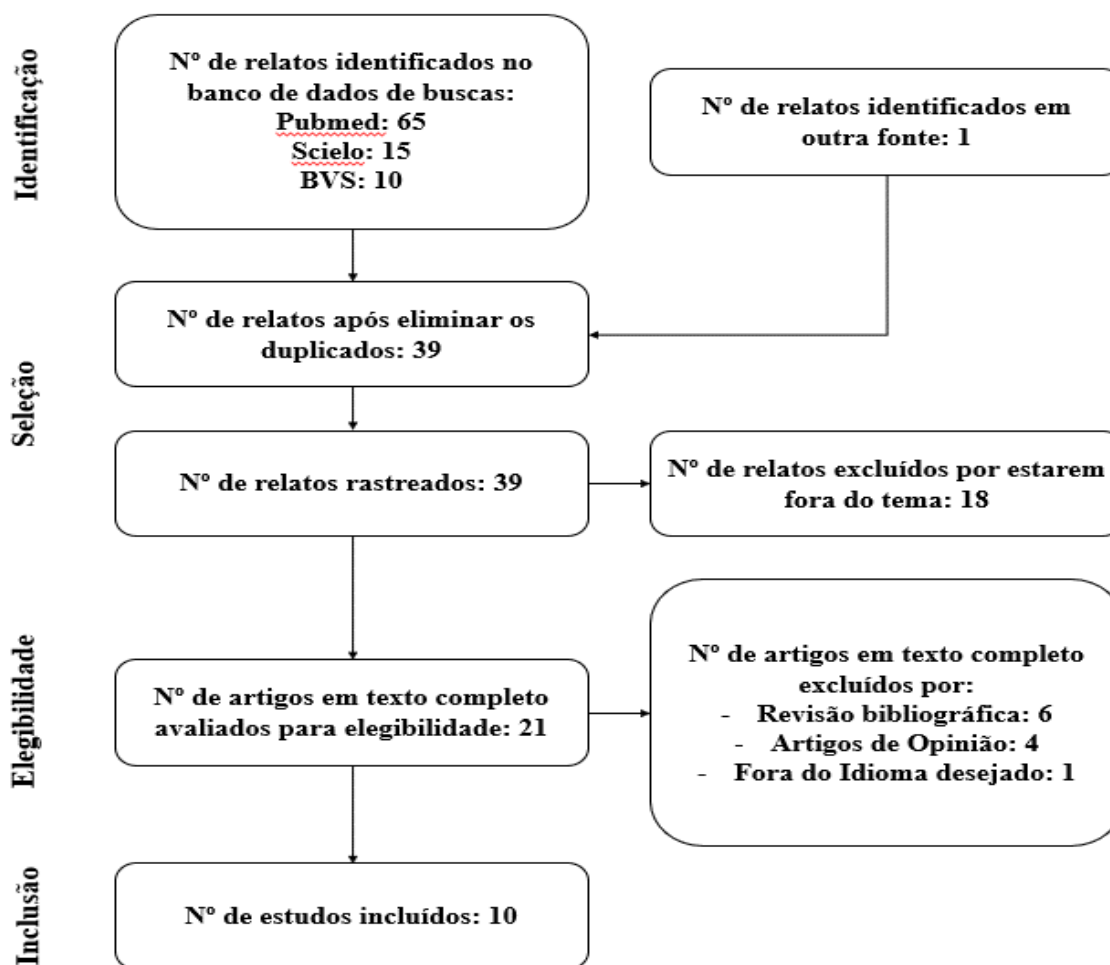 Identificação
Nº de relatos identificados no
banco de dados de buscas:
Pubmed: 65
Scielo: 15
BVS: 10
Nº de relatos identificados em
outra fonte: 1
Seleção
Nº de relatos após eliminar os
duplicados: 39
Nº de relatos rastreados: 39
Nº de relatos excluídos por estarem
fora do tema: 18
Elegibilidade
Nº de artigos em texto completo
avaliados para elegibilidade: 21
Nº de artigos em texto completo
excluídos por:
- Revisão bibliográfica: 6
- Artigos de Opinião: 4
- Fora do Idioma desejado: 1
Inclusão
Nº de estudos incluídos: 10